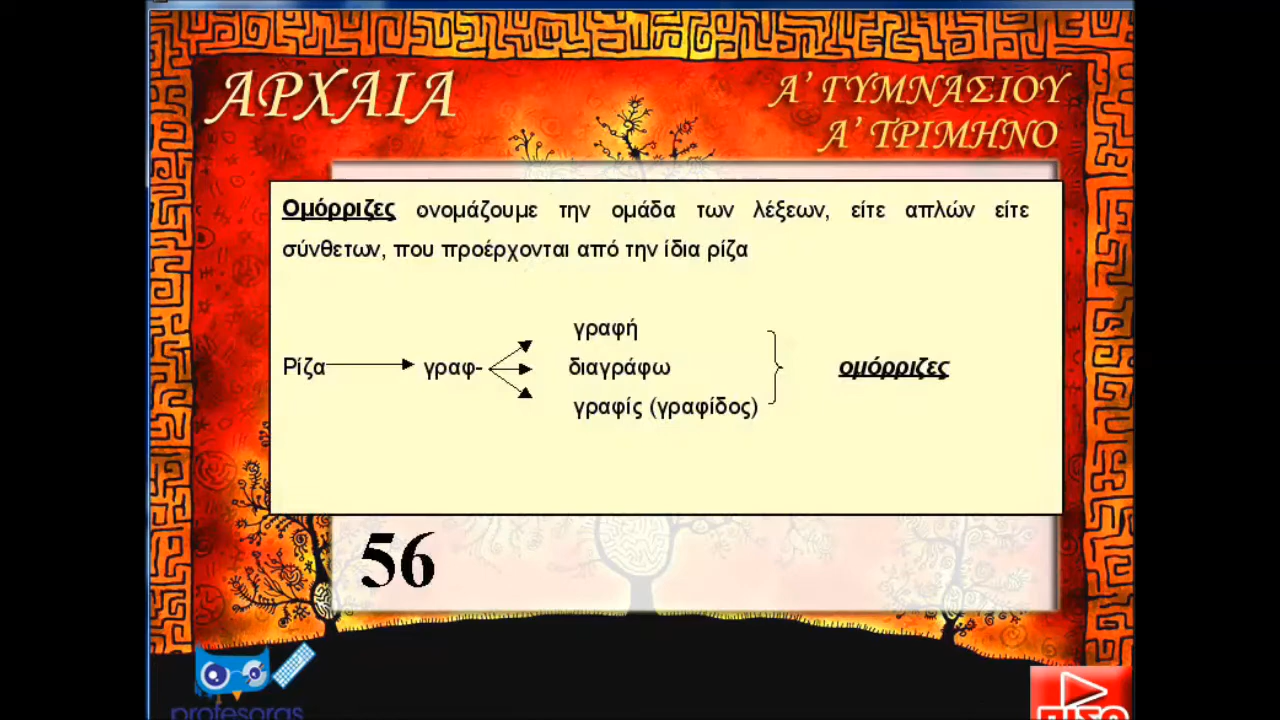 ΑΡΧΑΙΑ
Α’ ΓΥΜΝΑΣΙΟΥ
Α’ ΤΡΙΜΗΝΟ
Ομόρριζες ονομάζουμε την ομάδα των λέξεων, είτε απλών είτε
σύνθετων, που προέρχονται από την ίδια ρίζα
γραφή
Ρίζα γραφ- διαγράφω ομόρριζες
γραφίς (γραφίδος)
56
profesoras
ΠΙΣΩ